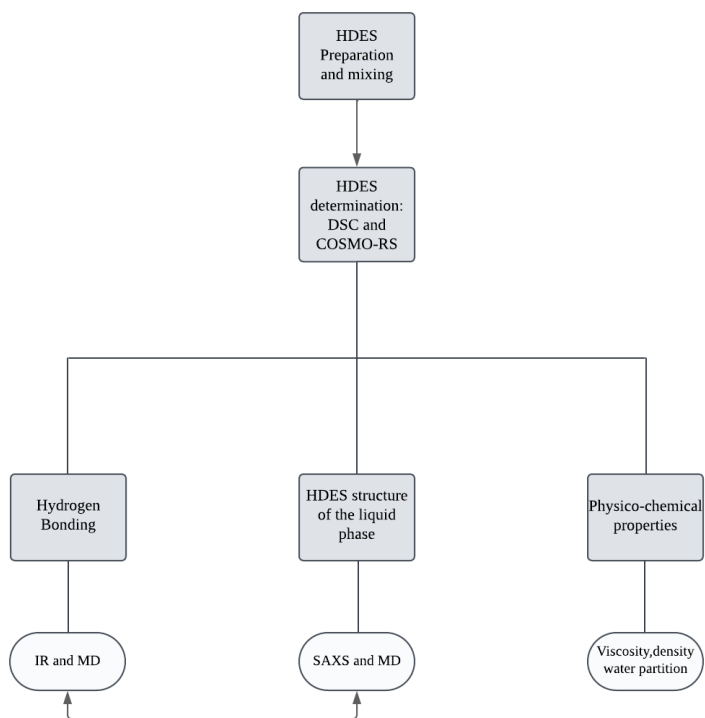 HDES
Preparation
and mixing
HDES
determination:
DSC and
COSMO-RS
Hydrogen
Bonding
HDES structure
of the liquid
phase
Physico-chemical
properties
IR and MD
SAXS and MD
Viscosity,density
water partition